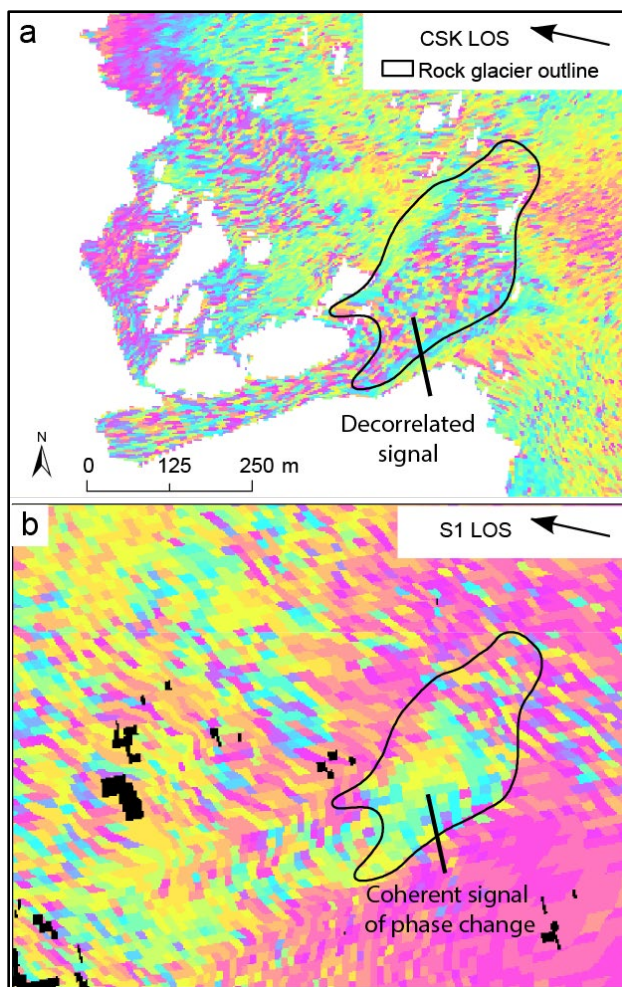 a
CSK LOS
Rock glacier outline
Decorrelated
signal
N
0 125 250 m
b
S1 LOS
Coherent signal
of phase change